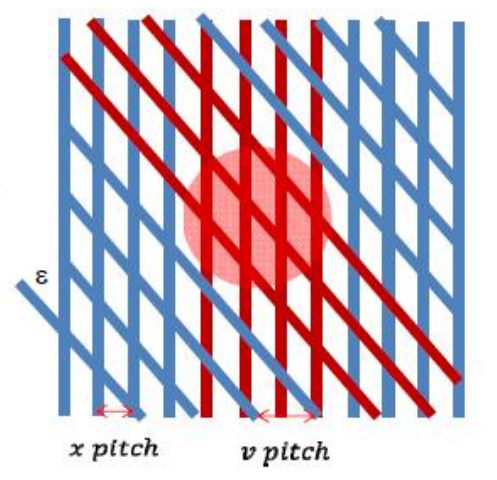 ε
x pitch
v pitch